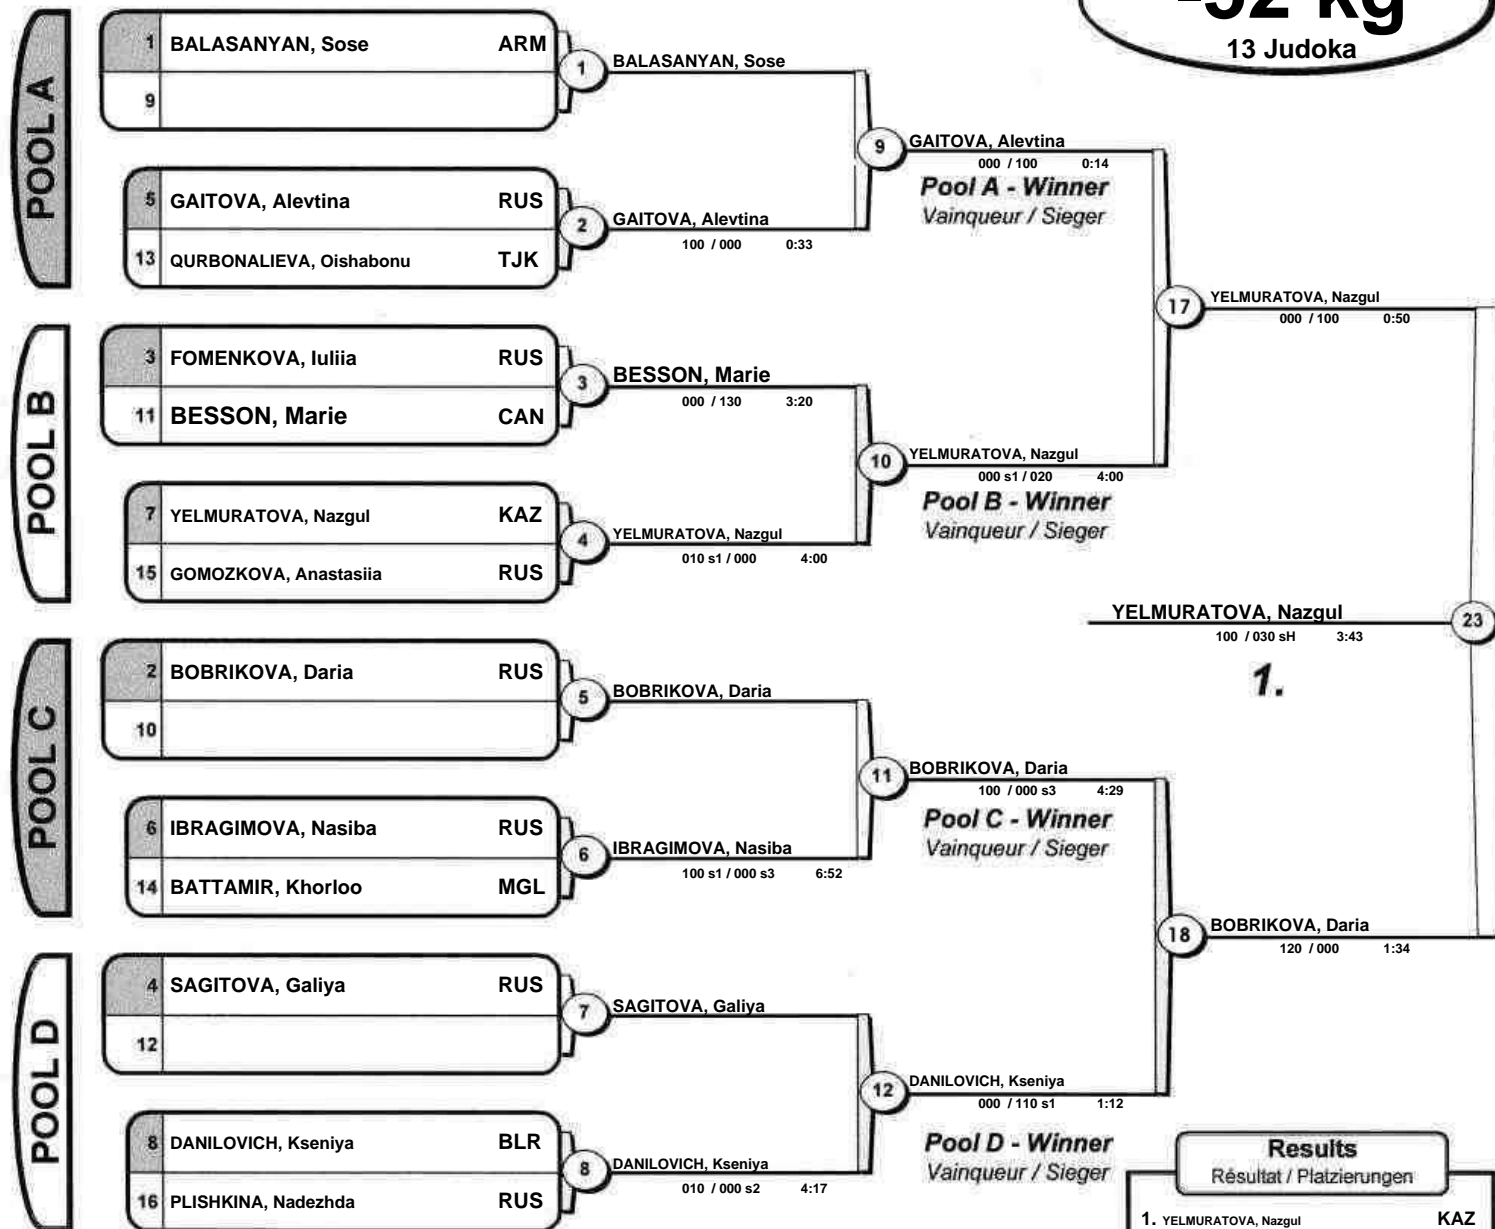 -52 kg
13 Judoka
POOL A
1 BALASANYAN, Sose ARM
9
1 BALASANYAN, Sose
5 GAITOVA, Alevtina RUS
13 QURBONALIEVA, Oishabonu TJK
2 GAITOVA, Alevtina
100 / 000 0:33
9 GAITOVA, Alevtina
000 / 100 0:14
Pool A - Winner
Vainqueur / Sieger
POOL B
3 FOMENKOVA, Iuliia RUS
11 BESSON, Marie CAN
3 BESSON, Marie
000 / 130 3:20
7 YELMURATOVA, Nazgul KAZ
15 GOMOZKOVA, Anastasiia RUS
4 YELMURATOVA, Nazgul
010 s1 / 000 4:00
10 YELMURATOVA, Nazgul
000 s1 / 020 4:00
Pool B - Winner
Vainqueur / Sieger
17 YELMURATOVA, Nazgul
000 / 100 0:50
YELMURATOVA, Nazgul 23
100 / 030 sH 3:43
1.
POOL C
2 BOBRIKOVA, Daria RUS
10
5 BOBRIKOVA, Daria
6 IBRAGIMOVA, Nasiba RUS
14 BATTAMIR, Khorloo MGL
6 IBRAGIMOVA, Nasiba
100 s1 / 000 s3 6:52
11 BOBRIKOVA, Daria
100 / 000 s3 4:29
Pool C - Winner
Vainqueur / Sieger
POOL D
4 SAGITOVA, Galiya RUS
12
7 SAGITOVA, Galiya
8 DANILOVICH, Kseniya BLR
16 PLISHKINA, Nadezhda RUS
8 DANILOVICH, Kseniya
010 / 000 s2 4:17
12 DANILOVICH, Kseniya
000 / 110 s1 1:12
Pool D - Winner
Vainqueur / Sieger
18 BOBRIKOVA, Daria
120 / 000 1:34
Results
Résultat / Platzierungen
1. YELMURATOVA, Nazgul KAZ